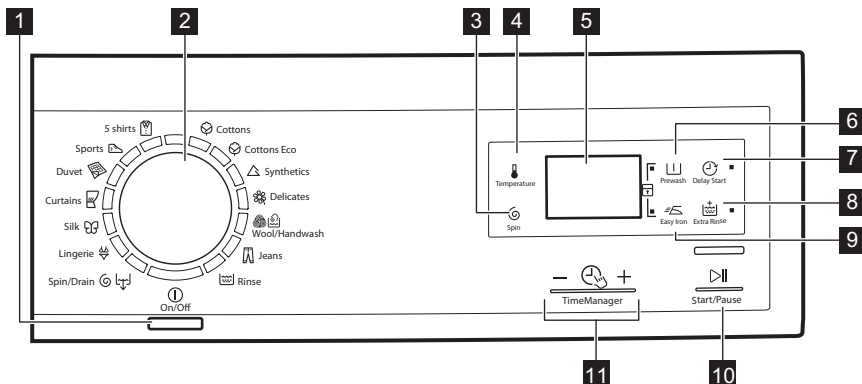 1
2
3
4
5
6
7
8
9
10
11
5 shirts
Sports
Duvet
Curtains
Silk
Lingerie
Spin/Drain
Cottons
Cottons Eco
Synthetics
Delicates
Wool/Handwash
Jeans
Rinse
On/Off
Temperature
Spin
Prewash
Delay Start
Easy Iron
Extra Rinse
TimeManager
Start/Pause